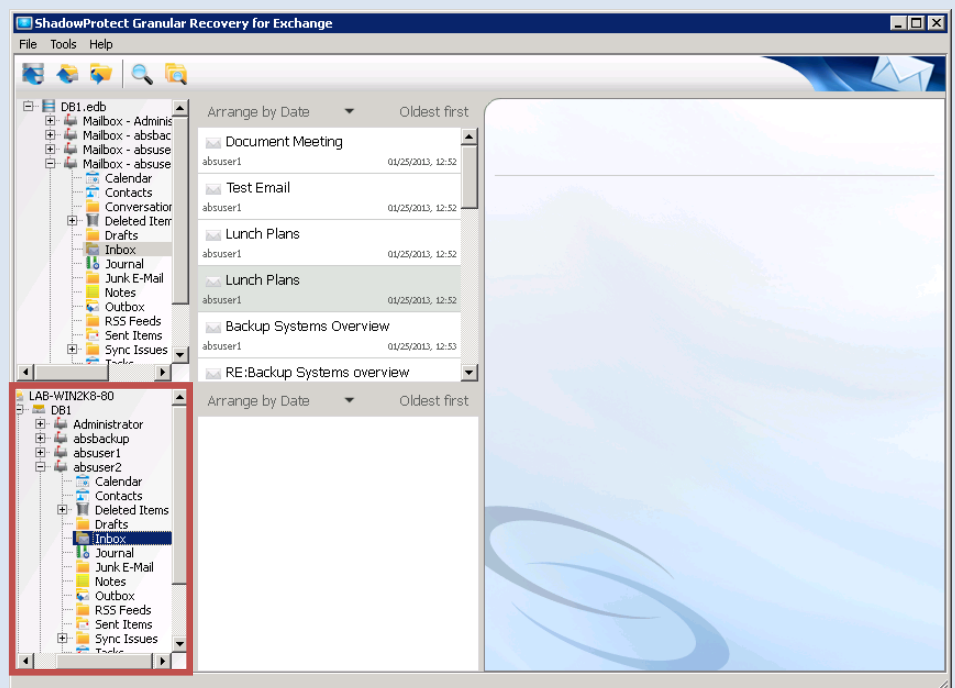 ShadowProtect Granular Recovery for Exchange
File Tools Help
DB1.edb
Mailbox - Adminis
Mailbox - absbac
Mailbox - absuse
Mailbox - absuse
Calendar
Contacts
Conversation
Deleted Item
Drafts
Inbox
Journal
Junk E-Mail
Notes
Outbox
RSS Feeds
Sent Items
Sync Issues
Tasks
Arrange by Date Oldest first
Document Meeting
absuser1 01/25/2013, 12:52
Test Email
absuser1 01/25/2013, 12:52
Lunch Plans
absuser1 01/25/2013, 12:52
Lunch Plans
absuser1 01/25/2013, 12:52
Backup Systems Overview
absuser1 01/25/2013, 12:53
RE:Backup Systems overview
LAB-WIN2K8-80
DB1
Administrator
absbackup
absuser1
absuser2
Calendar
Contacts
Deleted Items
Drafts
Inbox
Journal
Junk E-Mail
Notes
Outbox
RSS Feeds
Sent Items
Sync Issues
Tasks
Arrange by Date Oldest first